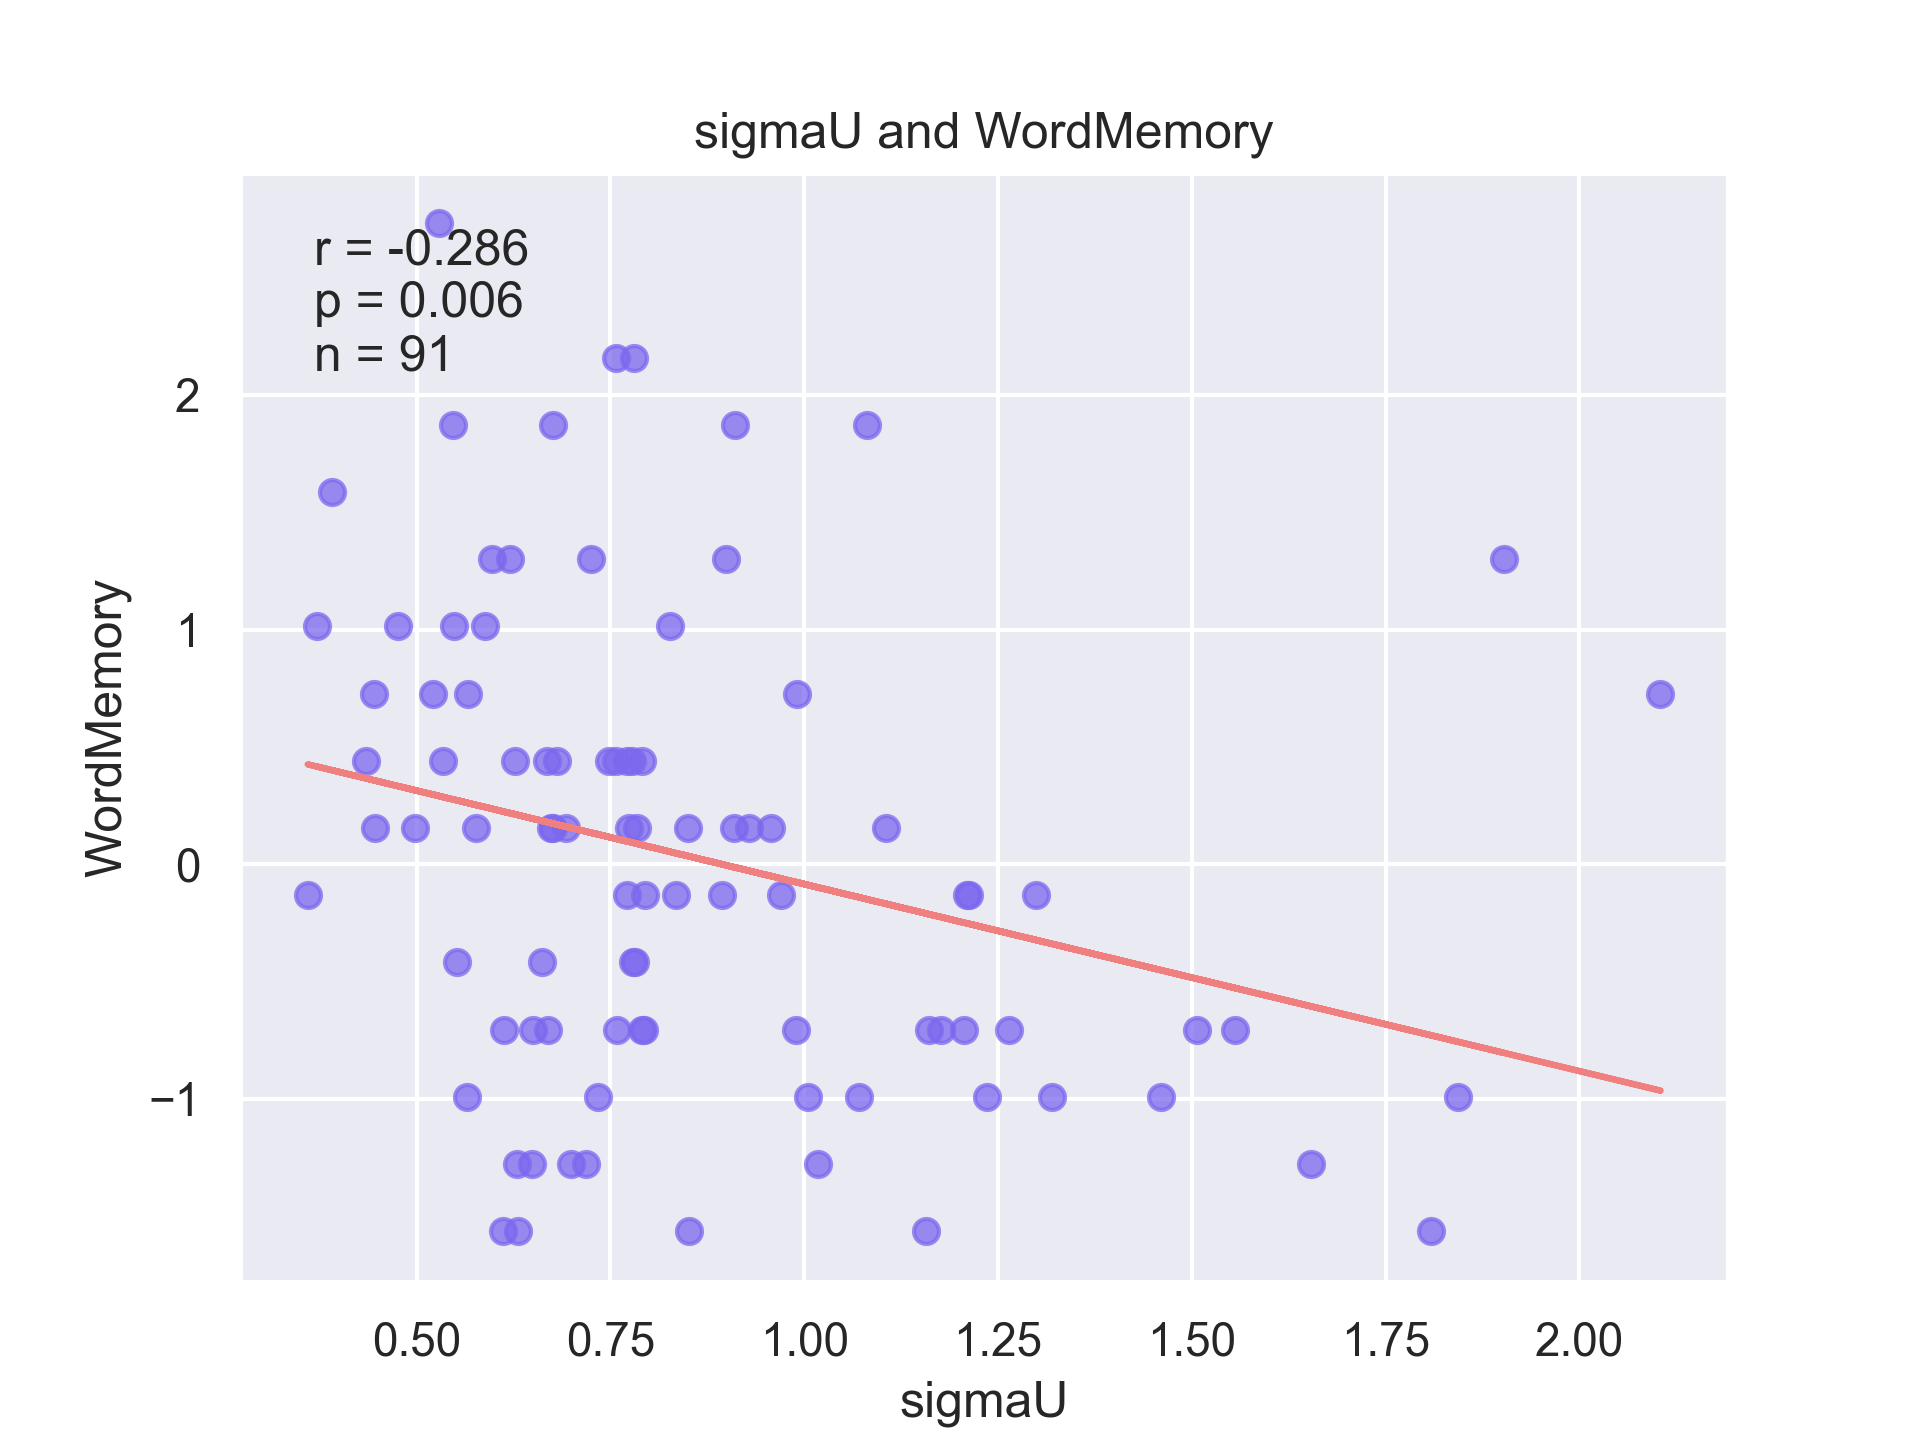 sigmaU and WordMemory
r = -0.286
p = 0.006
n = 91
2
1
0
−1
WordMemory
0.50 0.75 1.00 1.25 1.50 1.75 2.00
sigmaU